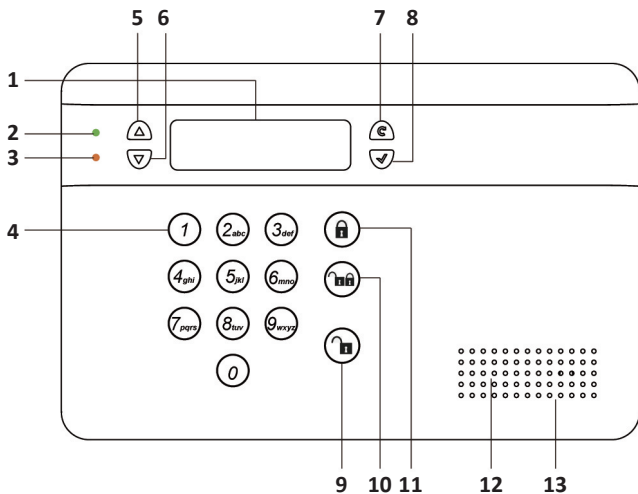 5 6 7 8
1
2 C
3
4 1 2abc 3def
4ghi 5jkl 6mno
7pqrs 8tuv 9wxyz
0
9 10 11 12 13